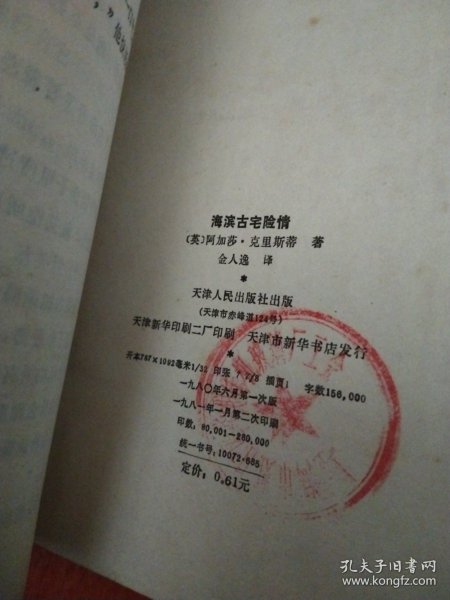 海滨古宅险情
〔英〕阿加莎·克里斯蒂 著
金人逸 译
*
天津人民出版社出版
(天津市赤峰道124号)
天津新华印刷二厂印刷 天津市新华书店发行
*
开本787×1092毫米1/32 印张 7 7/8 插页1 字数156,000
一九八〇年六月第一版
一九八一年一月第二次印刷
印数:80,001-280,000
统一书号:10072·685
定价:0.61元
孔夫子旧书网
www.kongfz.com